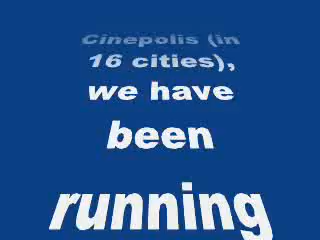 Cinepolis (in
16 cities),
we have
been
running